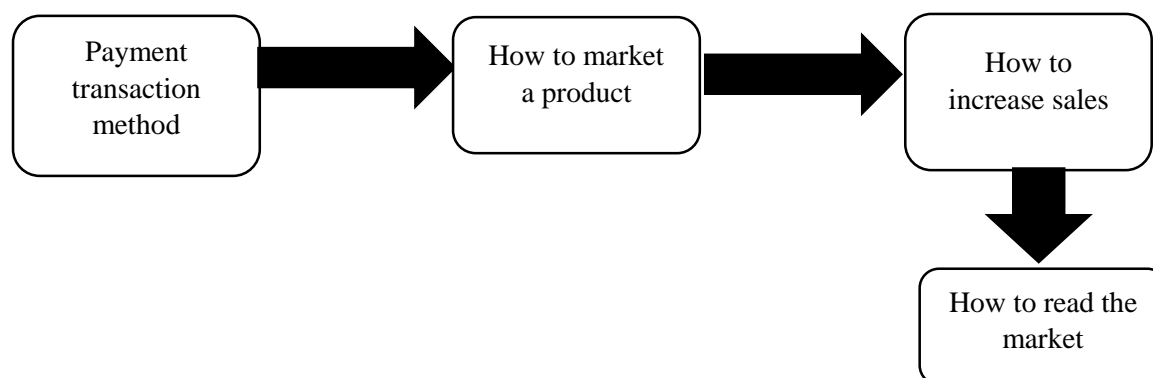 Payment
transaction
method
How to market
a product
How to
increase sales
How to read the
market